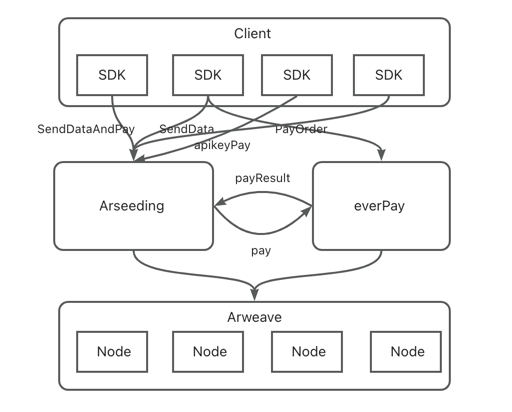 Client
SDK SDK SDK SDK
SendDataAndPay SendData PayOrder
apikeyPay
payResult
Arseeding everPay
pay
Arweave
Node Node Node Node